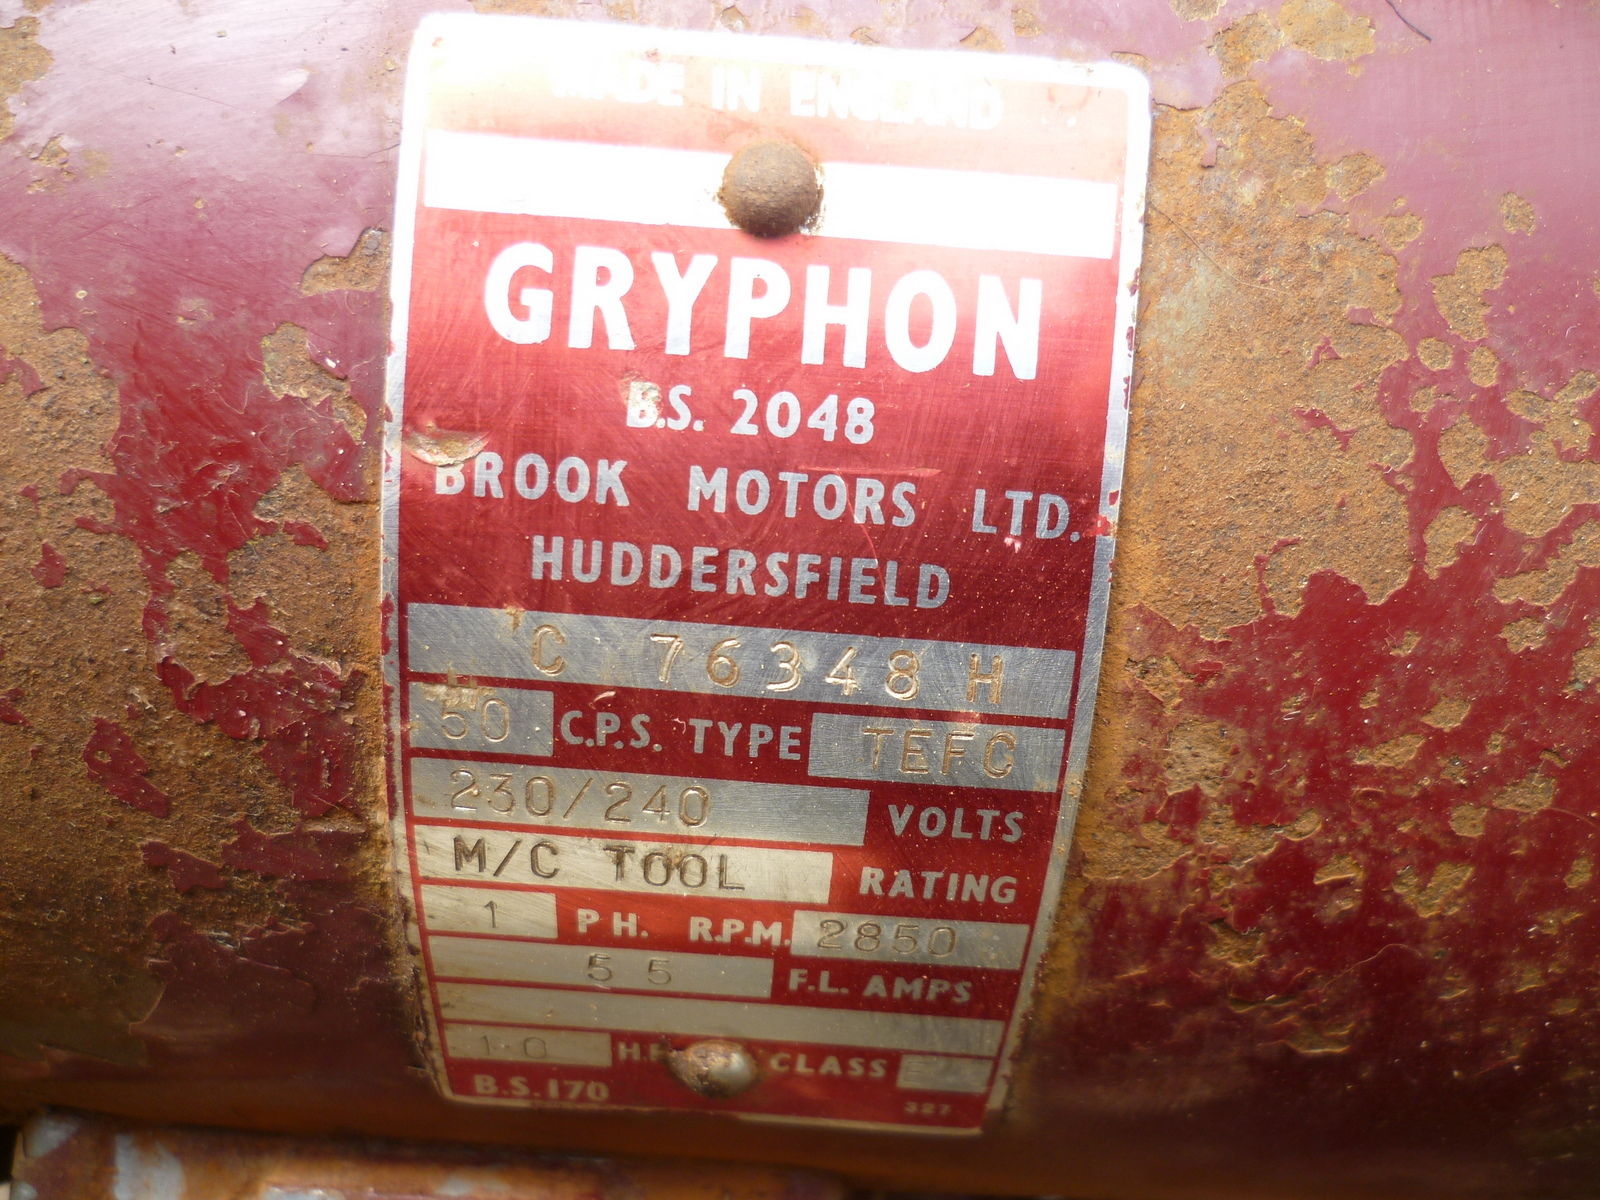 MADE IN ENGLAND
GRYPHON
B.S. 2048
BROOK MOTORS LTD.
HUDDERSFIELD
C 76348 H
50 C.P.S. TYPE TEFC
230/240 VOLTS
M/C TOOL RATING
1 PH. R.P.M. 2850
5 5 F.L. AMPS
1·0 CLASS
B.S.170 327